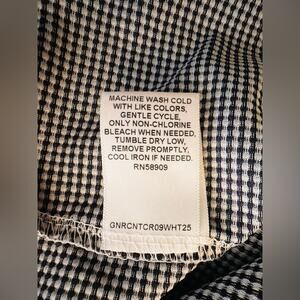 MACHINE WASH COLD
WITH LIKE COLORS,
GENTLE CYCLE,
ONLY NON-CHLORINE
BLEACH WHEN NEEDED,
TUMBLE DRY LOW,
REMOVE PROMPTLY,
COOL IRON IF NEEDED.
RN58909
GNRCNTCR09WHT25